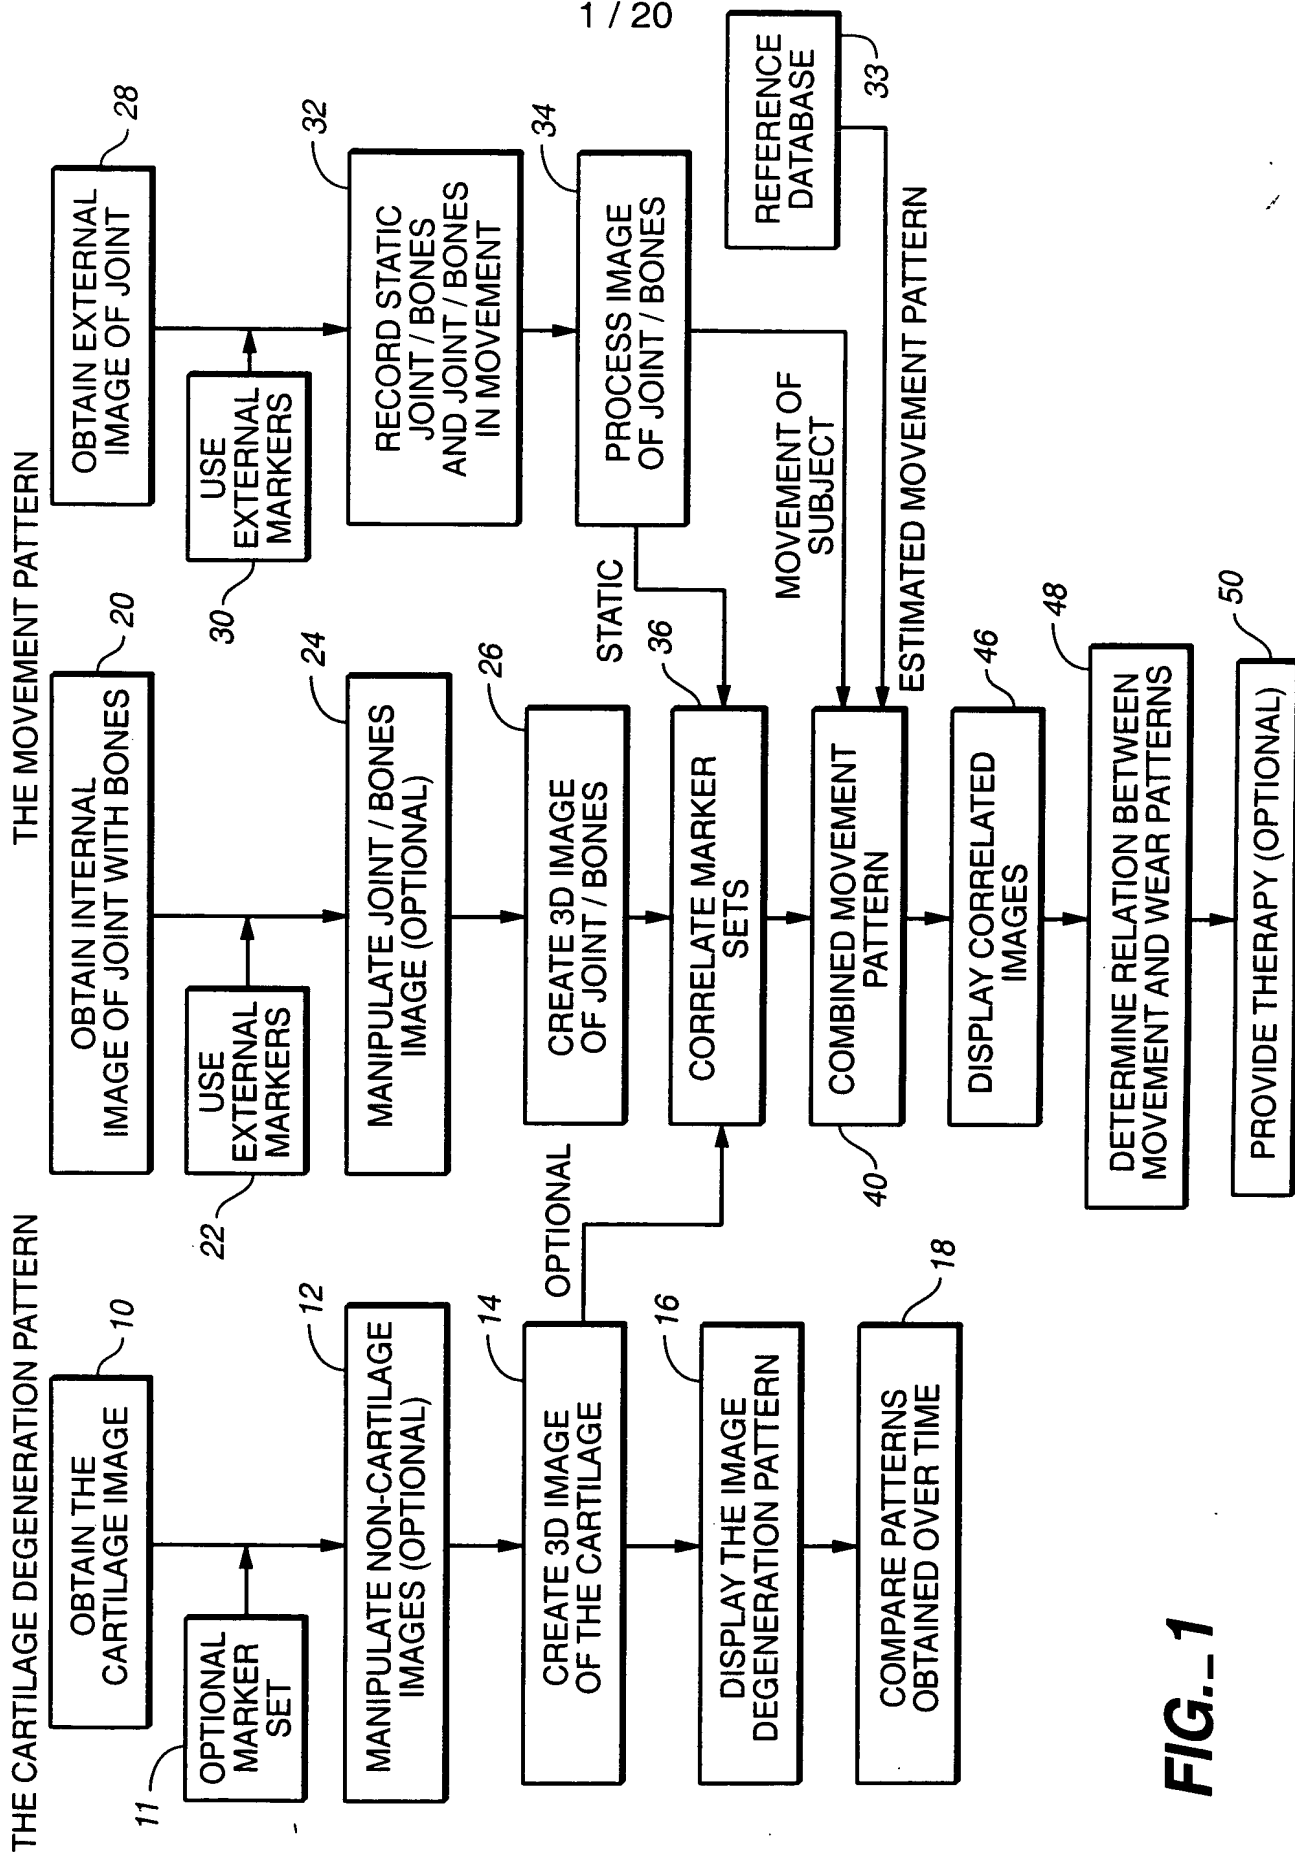 1 / 20
THE CARTILAGE DEGENERATION PATTERN
10
OBTAIN THE
CARTILAGE IMAGE
11
OPTIONAL
MARKER
SET
12
MANIPULATE NON-CARTILAGE
IMAGES (OPTIONAL)
14
CREATE 3D IMAGE
OF THE CARTILAGE
OPTIONAL
16
DISPLAY THE IMAGE
DEGENERATION PATTERN
18
COMPARE PATTERNS
OBTAINED OVER TIME
THE MOVEMENT PATTERN
20
OBTAIN INTERNAL
IMAGE OF JOINT WITH BONES
22
USE
EXTERNAL
MARKERS
24
MANIPULATE JOINT / BONES
IMAGE (OPTIONAL)
26
CREATE 3D IMAGE
OF JOINT / BONES
36
CORRELATE MARKER
SETS
40
COMBINED MOVEMENT
PATTERN
46
DISPLAY CORRELATED
IMAGES
48
DETERMINE RELATION BETWEEN
MOVEMENT AND WEAR PATTERNS
50
PROVIDE THERAPY (OPTIONAL)
28
OBTAIN EXTERNAL
IMAGE OF JOINT
30
USE
EXTERNAL
MARKERS
32
RECORD STATIC
JOINT / BONES
AND JOINT / BONES
IN MOVEMENT
34
PROCESS IMAGE
OF JOINT / BONES
STATIC
MOVEMENT OF
SUBJECT
33
REFERENCE
DATABASE
ESTIMATED MOVEMENT PATTERN
FIG._1